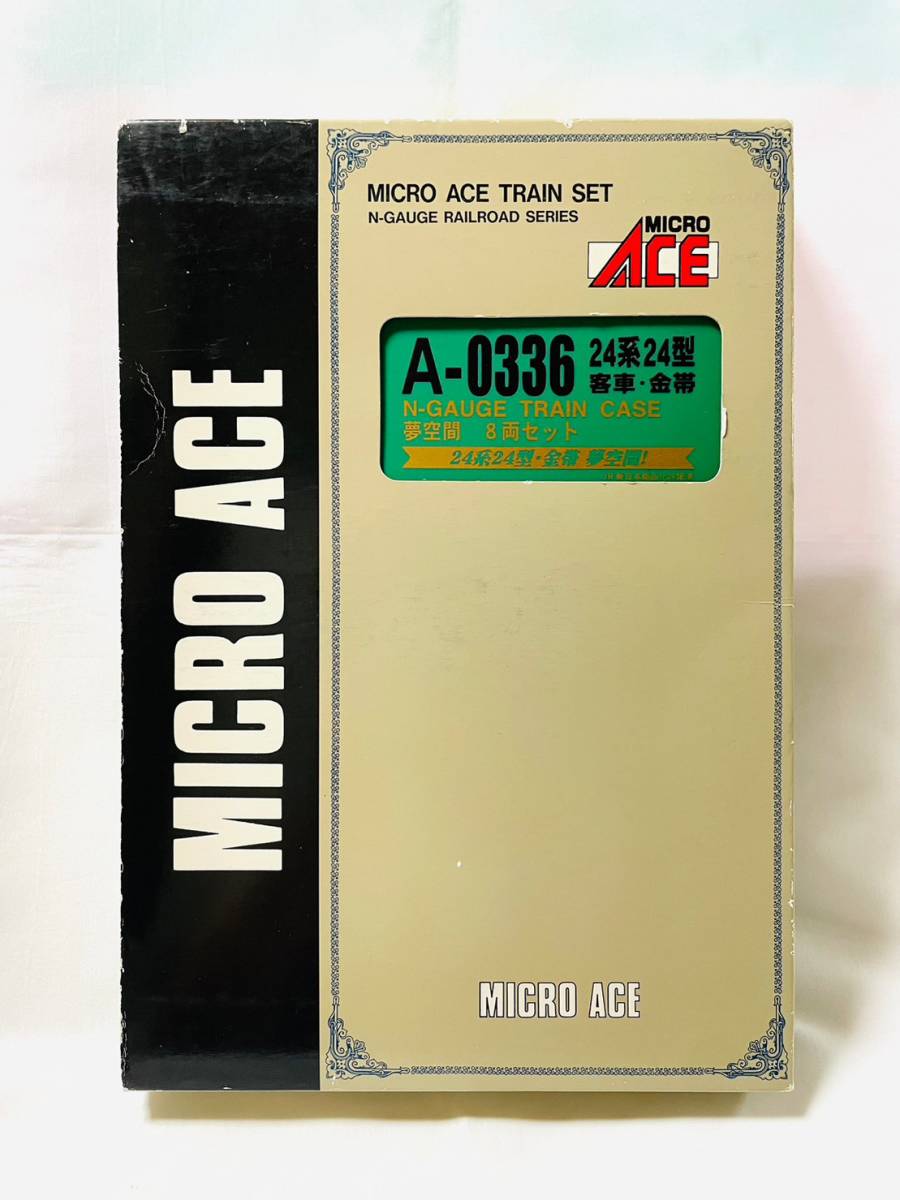 MICRO ACE
MICRO ACE TRAIN SET
N-GAUGE RAILROAD SERIES
MICRO
ACE
A-0336
24系24型
客車・金帯
N-GAUGE TRAIN CASE
夢空間 8両セット
24系24型・金帯 夢空間!
MICRO ACE